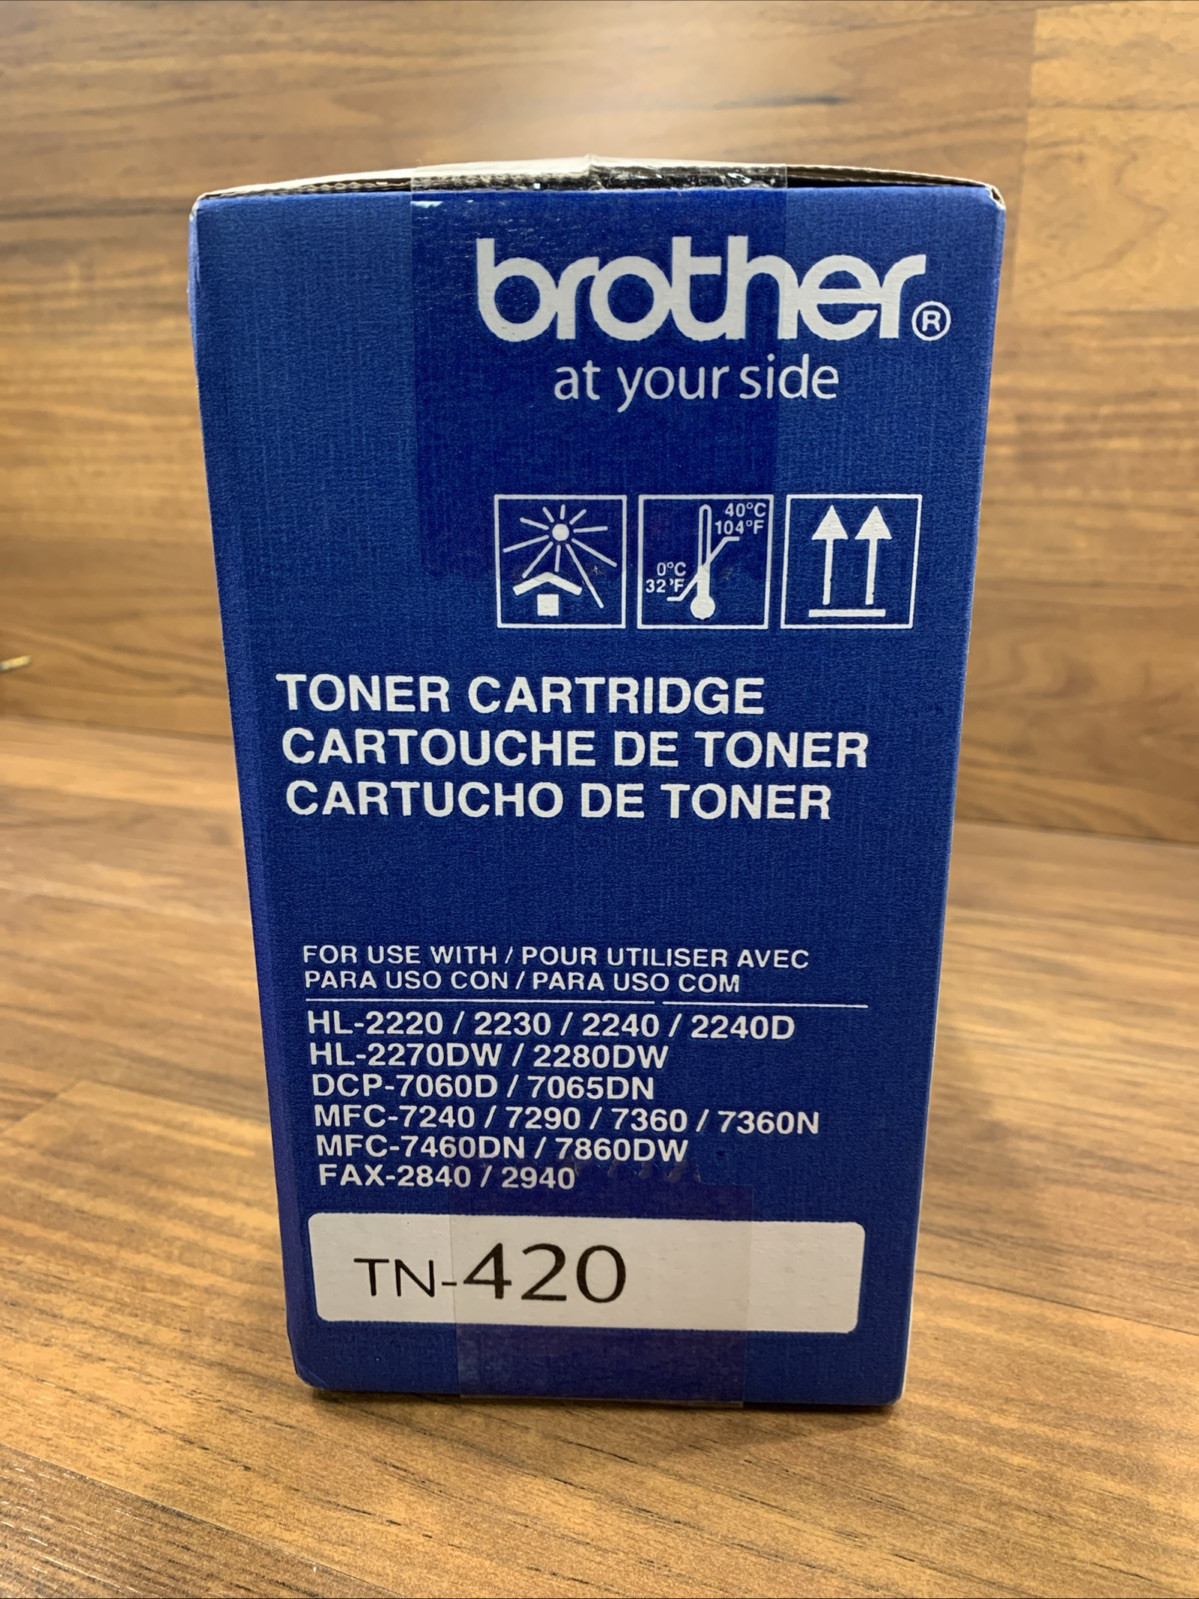 brother®
at your side
40°C
104°F
0°C
32°F
TONER CARTRIDGE
CARTOUCHE DE TONER
CARTUCHO DE TONER
FOR USE WITH / POUR UTILISER AVEC
PARA USO CON / PARA USO COM
HL-2220 / 2230 / 2240 / 2240D
HL-2270DW / 2280DW
DCP-7060D / 7065DN
MFC-7240 / 7290 / 7360 / 7360N
MFC-7460DN / 7860DW
FAX-2840 / 2940
TN-420